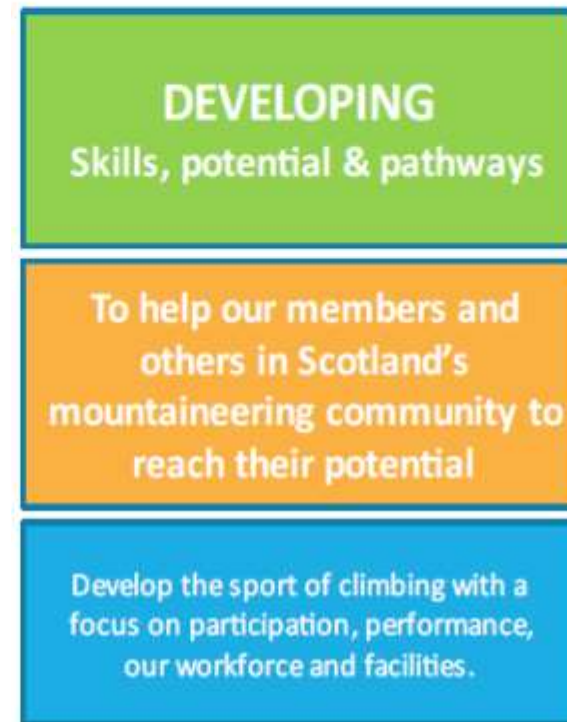 DEVELOPING
Skills, potential & pathways
To help our members and
others in Scotland's
mountaineering community to
reach their potential
Develop the sport of climbing with a
focus on participation, performance,
our workforce and facilities.